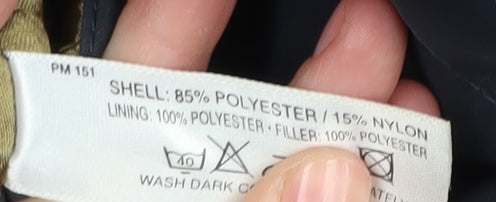 PM 151
SHELL: 85% POLYESTER / 15% NYLON
LINING: 100% POLYESTER • FILLER: 100% POLYESTER
40
WASH DARK